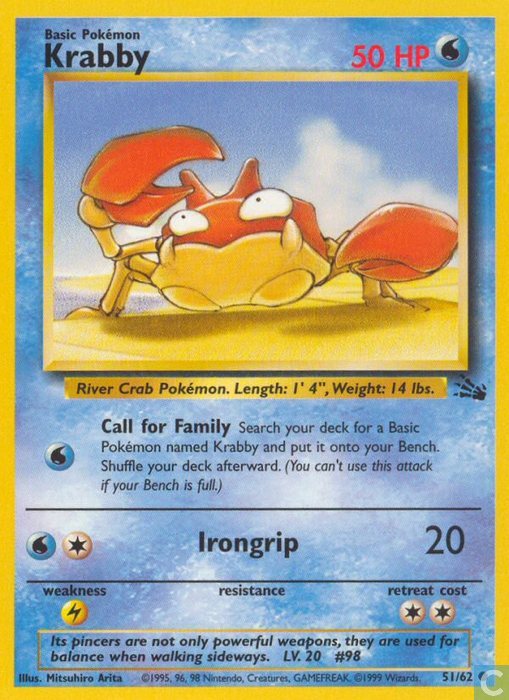 Basic Pokémon
Krabby
50 HP
River Crab Pokémon. Length: 1' 4", Weight: 14 lbs.
Call for Family Search your deck for a Basic
Pokémon named Krabby and put it onto your Bench.
Shuffle your deck afterward. (You can't use this attack
if your Bench is full.)
Irongrip 20
weakness resistance retreat cost
Its pincers are not only powerful weapons, they are used for
balance when walking sideways. LV. 20 #98
Illus. Mitsuhiro Arita ©1995, 96, 98 Nintendo, Creatures, GAMEFREAK. ©1999 Wizards. 51/62
C